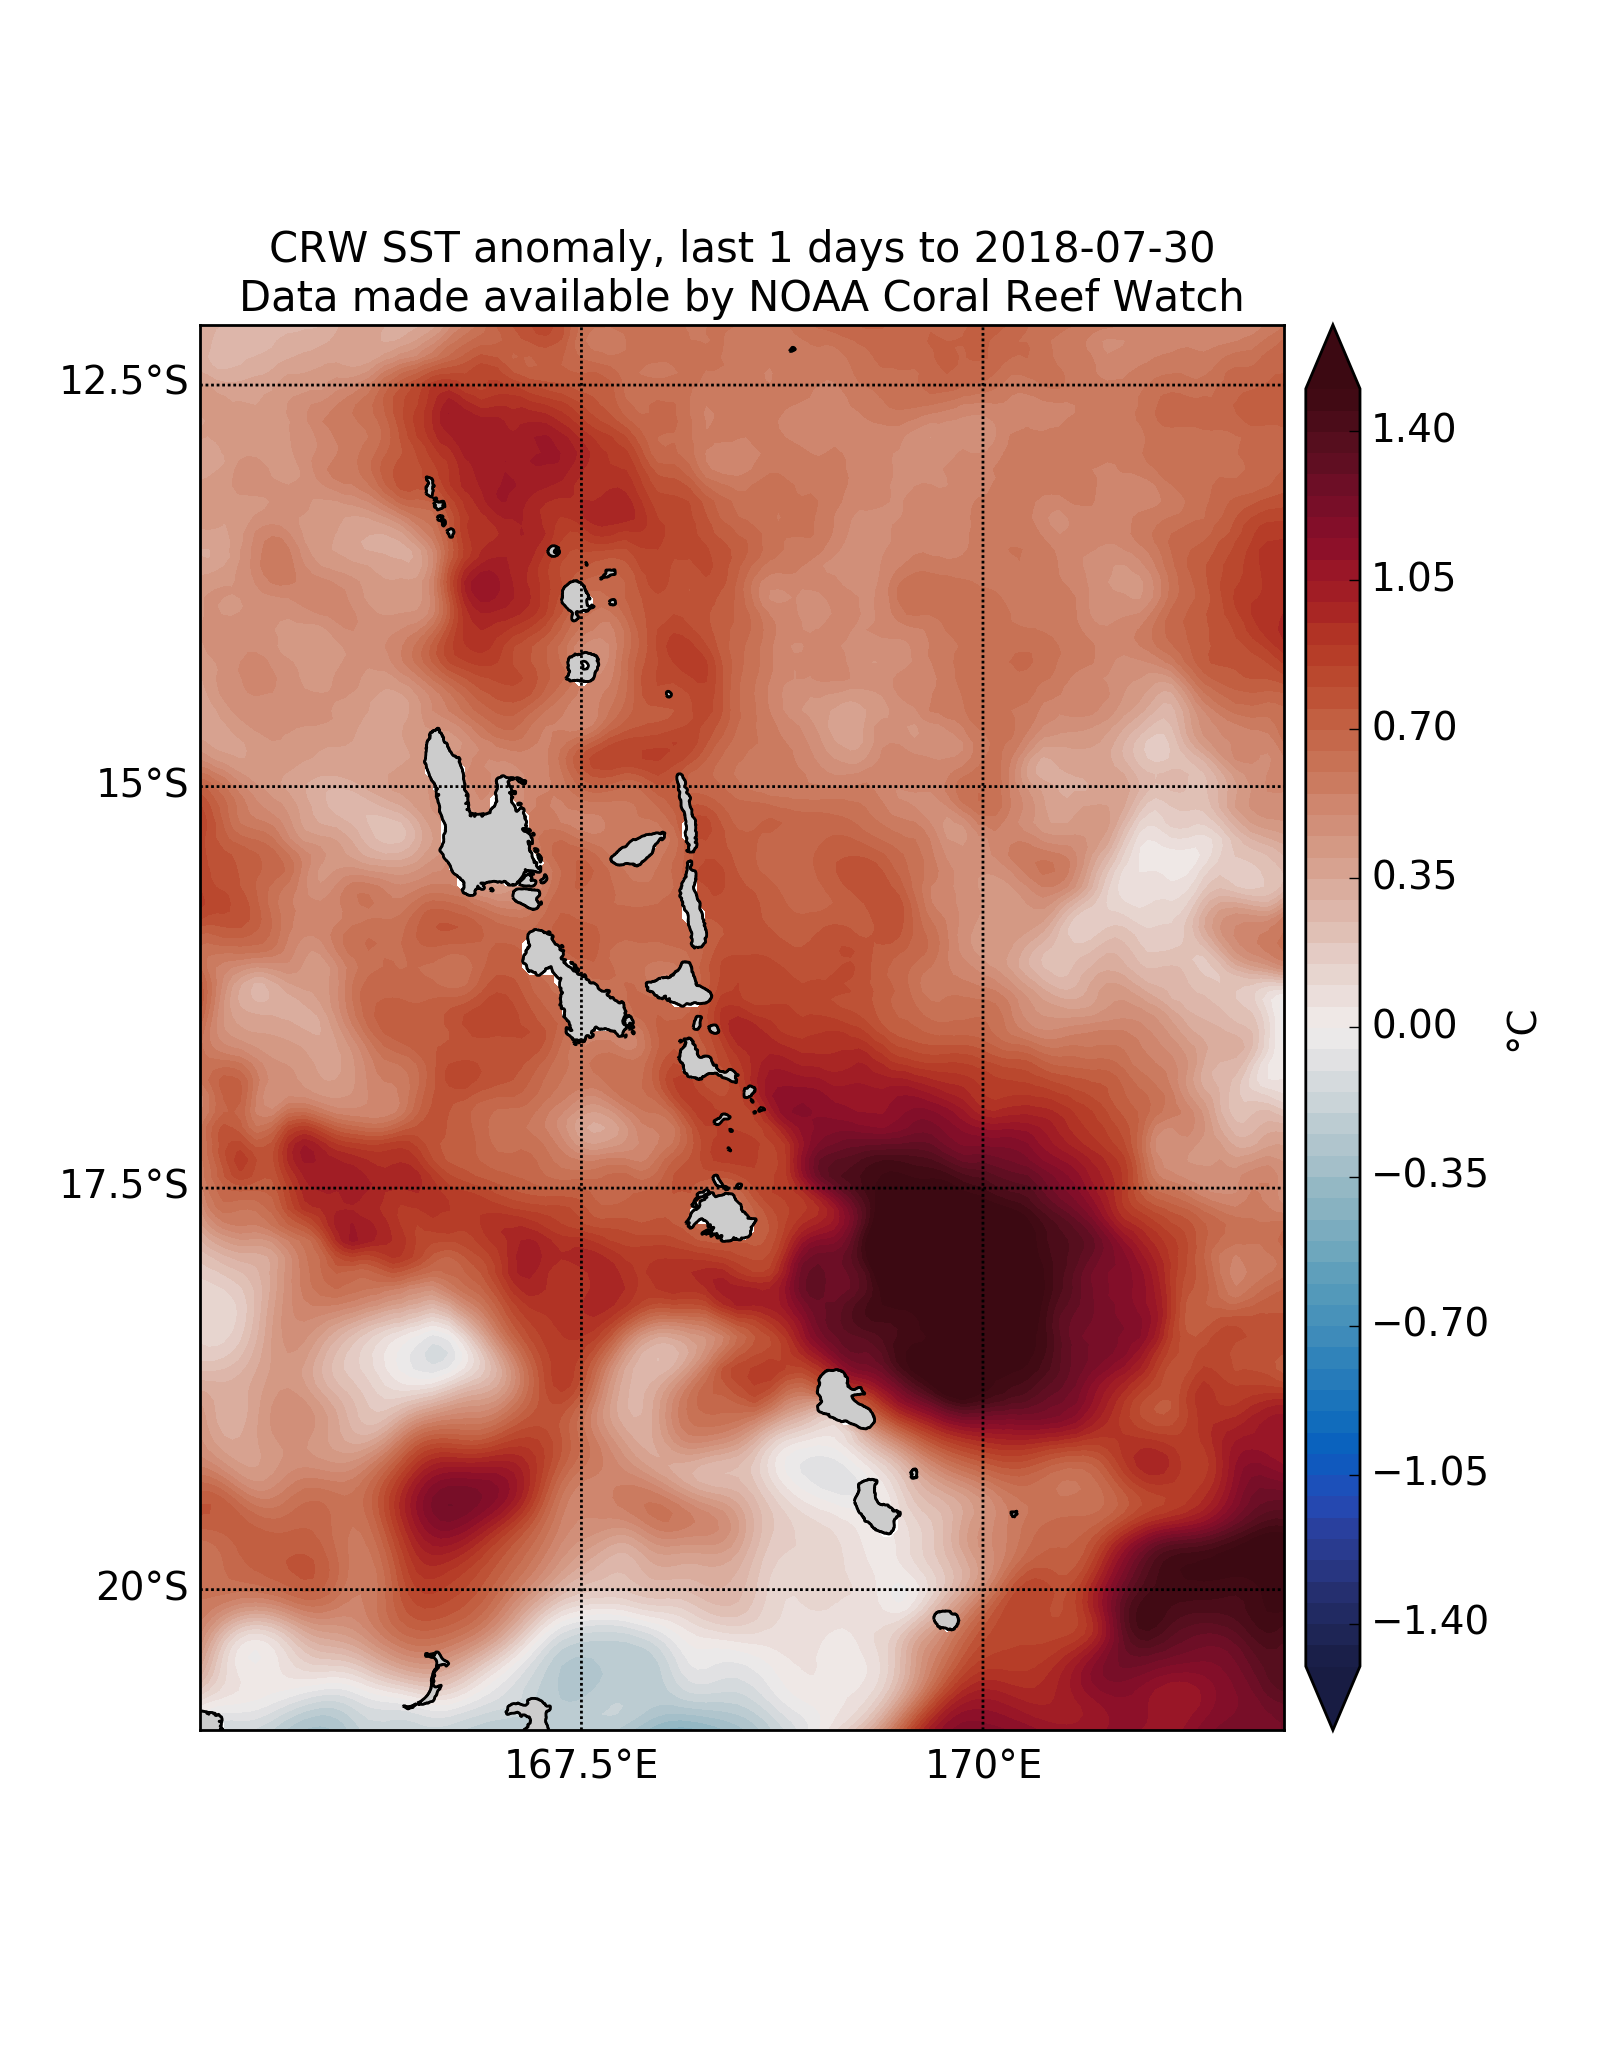 CRW SST anomaly, last 1 days to 2018-07-30
Data made available by NOAA Coral Reef Watch
12.5°S
15°S
17.5°S
20°S
167.5°E
170°E
1.40
1.05
0.70
0.35
0.00
−0.35
−0.70
−1.05
−1.40
°C